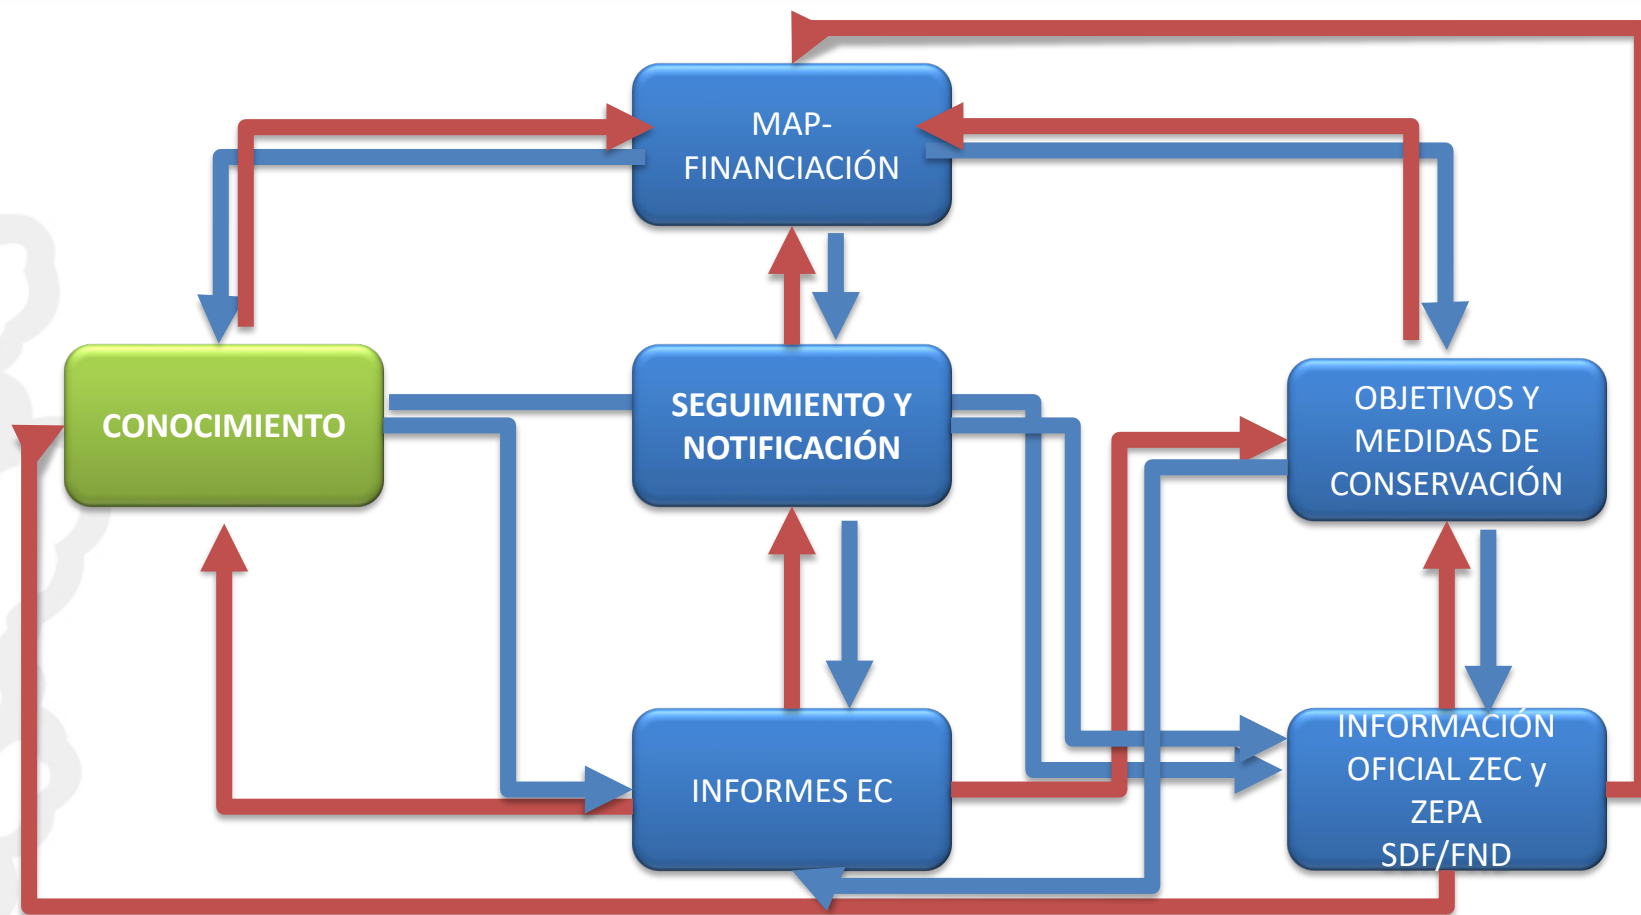 MAP-
FINANCIACIÓN
CONOCIMIENTO
SEGUIMIENTO Y
NOTIFICACIÓN
OBJETIVOS Y
MEDIDAS DE
CONSERVACIÓN
INFORMES EC
INFORMACIÓN
OFICIAL ZEC y
ZEPA
SDF/FND